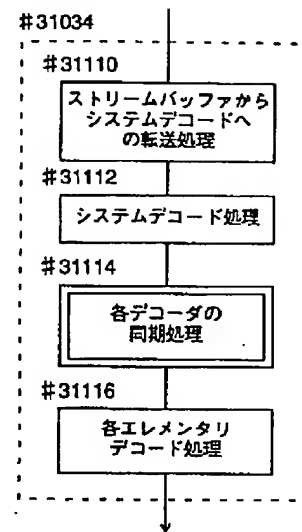 #31034
#31110
ストリームバッファから
システムデコードへ
の転送処理
#31112
システムデコード処理
#31114
各デコーダの
同期処理
#31116
各エレメンタリ
デコード処理